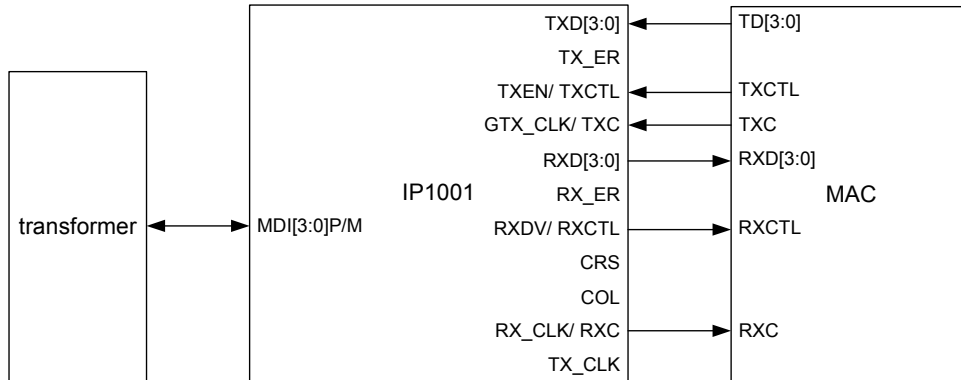 TXD[3:0]
TD[3:0]
TX_ER
TXEN/ TXCTL
TXCTL
GTX_CLK/ TXC
TXC
RXD[3:0]
RXD[3:0]
IP1001
RX_ER
MAC
transformer
MDI[3:0]P/M
RXDV/ RXCTL
RXCTL
CRS
COL
RX_CLK/ RXC
RXC
TX_CLK